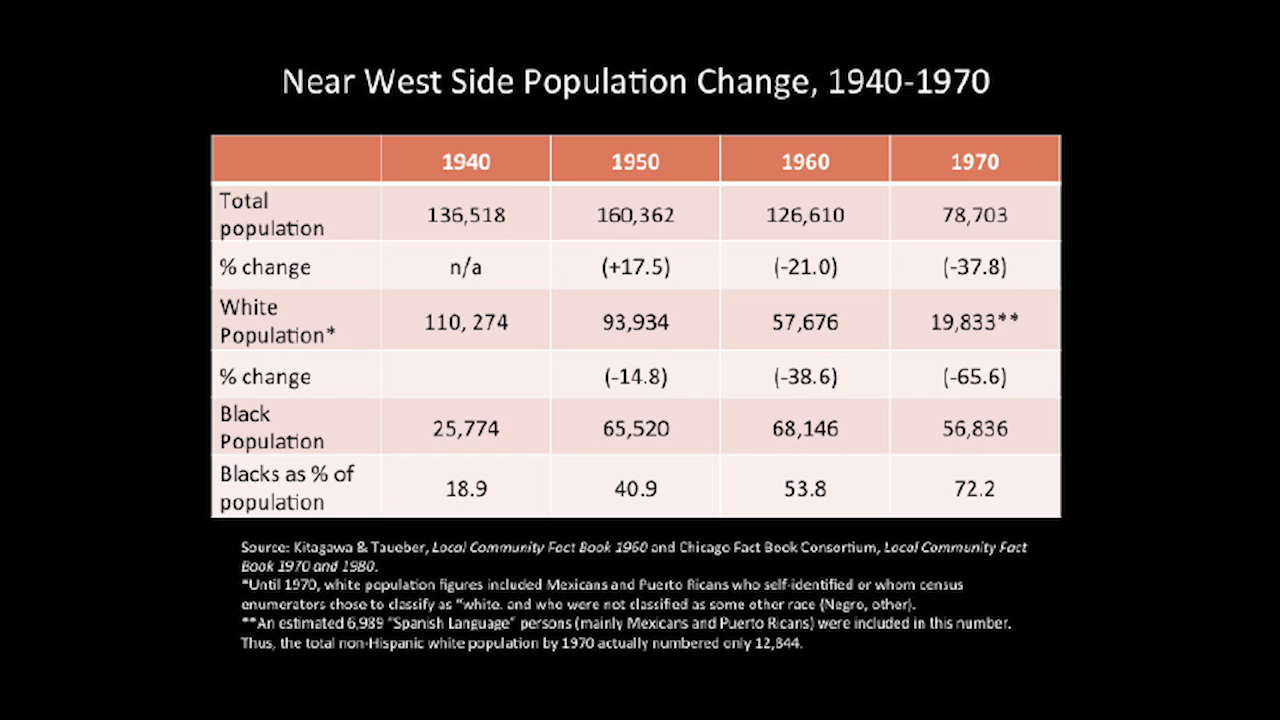 Near West Side Population Change, 1940-1970
1940 1950 1960 1970
Total
population 136,518 160,362 126,610 78,703
% change n/a (+17.5) (-21.0) (-37.8)
White
Population* 110, 274 93,934 57,676 19,833**
% change (-14.8) (-38.6) (-65.6)
Black
Population 25,774 65,520 68,146 56,836
Blacks as % of
population 18.9 40.9 53.8 72.2
Source: Kitagawa & Taueber, Local Community Fact Book 1960 and Chicago Fact Book Consortium, Local Community Fact
Book 1970 and 1980.
*Until 1970, white population figures included Mexicans and Puerto Ricans who self-identified or whom census
enumerators chose to classify as "white. and who were not classified as some other race (Negro, other).
**An estimated 6,989 "Spanish Language" persons (mainly Mexicans and Puerto Ricans) were included in this number.
Thus, the total non-Hispanic white population by 1970 actually numbered only 12,844.